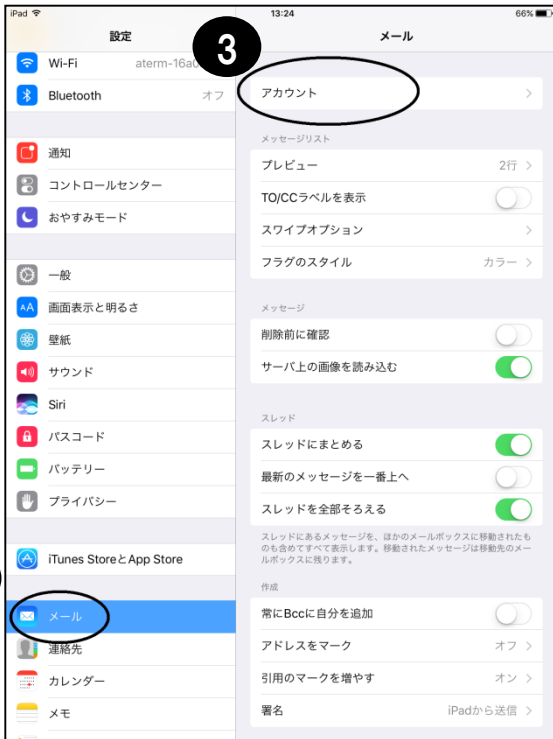 iPad 13:24 66%
設定
Wi-Fi aterm-16a0
Bluetooth オフ
通知
コントロールセンター
おやすみモード
一般
AA 画面表示と明るさ
壁紙
サウンド
Siri
パスコード
バッテリー
プライバシー
iTunes StoreとApp Store
メール
連絡先
カレンダー
メモ
3
メール
アカウント
メッセージリスト
プレビュー 2行
TO/CCラベルを表示
スワイプオプション
フラグのスタイル カラー
メッセージ
削除前に確認
サーバ上の画像を読み込む
スレッド
スレッドにまとめる
最新のメッセージを一番上へ
スレッドを全部そろえる
スレッドにあるメッセージを、ほかのメールボックスに移動されたも
のも含めてすべて表示します。移動されたメッセージは移動先のメー
ルボックスに残ります。
作成
常にBccに自分を追加
アドレスをマーク オフ
引用のマークを増やす オン
署名 iPadから送信